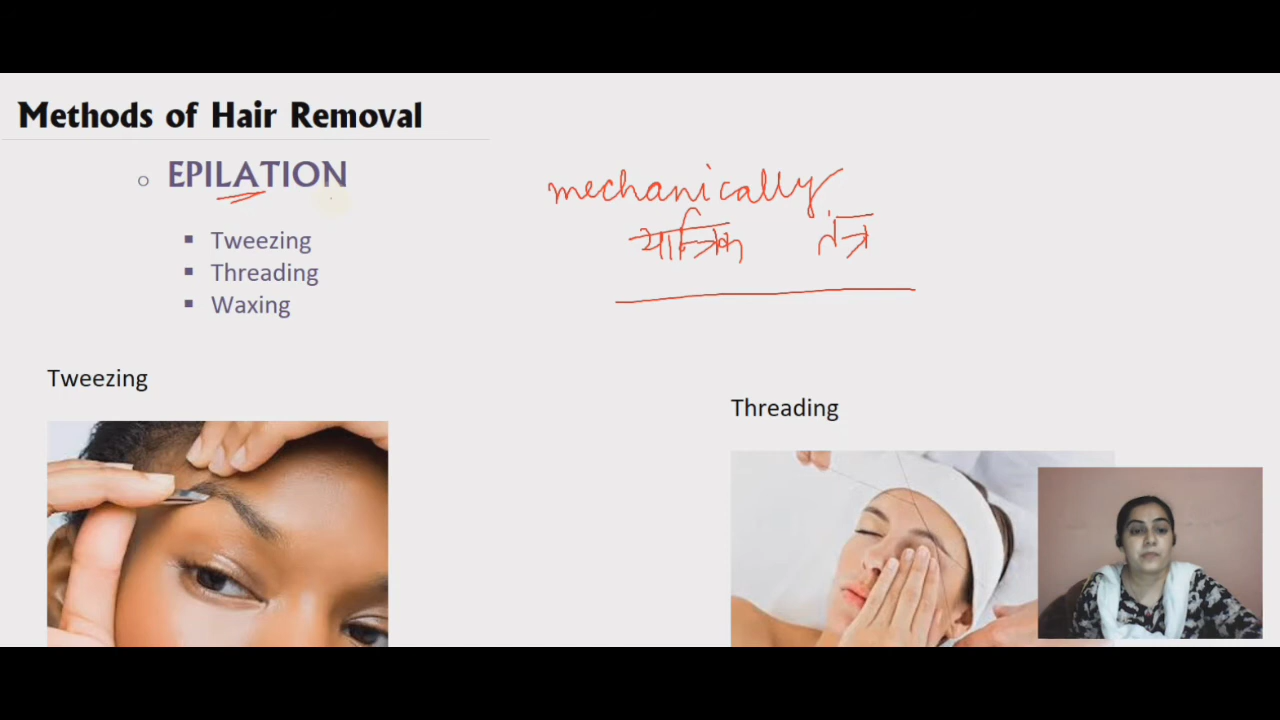 Methods of Hair Removal
EPILATION
mechanically
यान्त्रिक तंत्र
Tweezing
Threading
Waxing
Tweezing
Threading